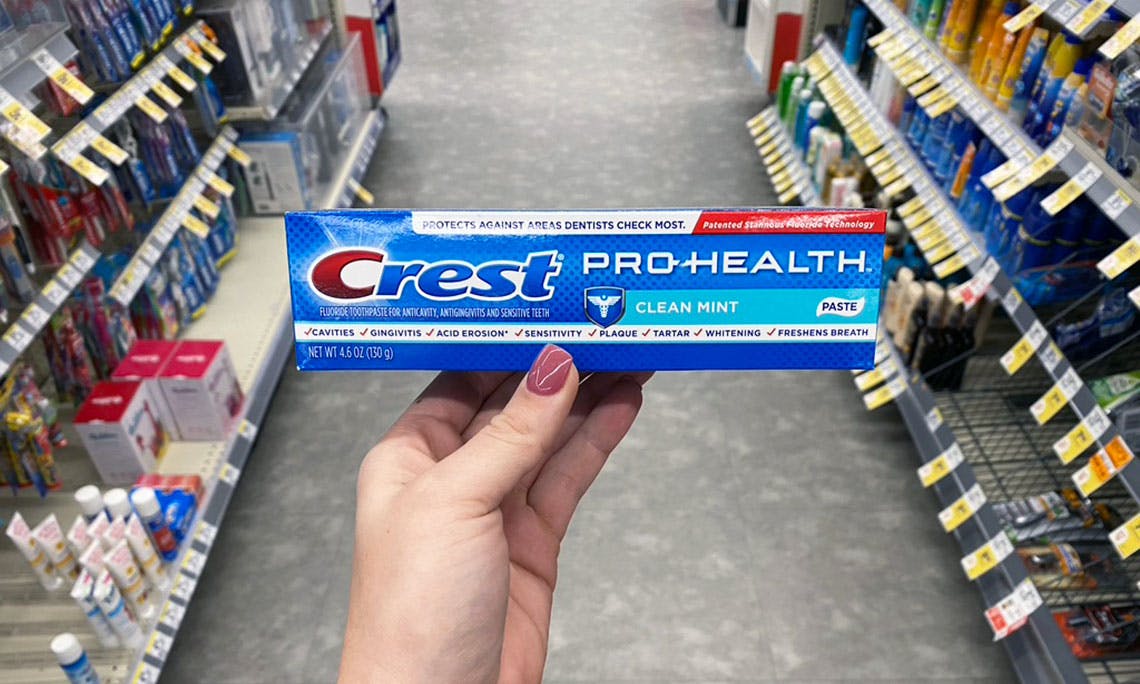 PROTECTS AGAINST AREAS DENTISTS CHECK MOST.
Patented Stannous Fluoride Technology
Crest® PRO-HEALTH™
FLUORIDE TOOTHPASTE FOR ANTICAVITY, ANTIGINGIVITIS AND SENSITIVE TEETH
CLEAN MINT
PASTE
✓CAVITIES ✓GINGIVITIS ✓ACID EROSION* ✓SENSITIVITY ✓PLAQUE ✓TARTAR ✓WHITENING ✓FRESHENS BREATH
NET WT 4.6 OZ (130 g)